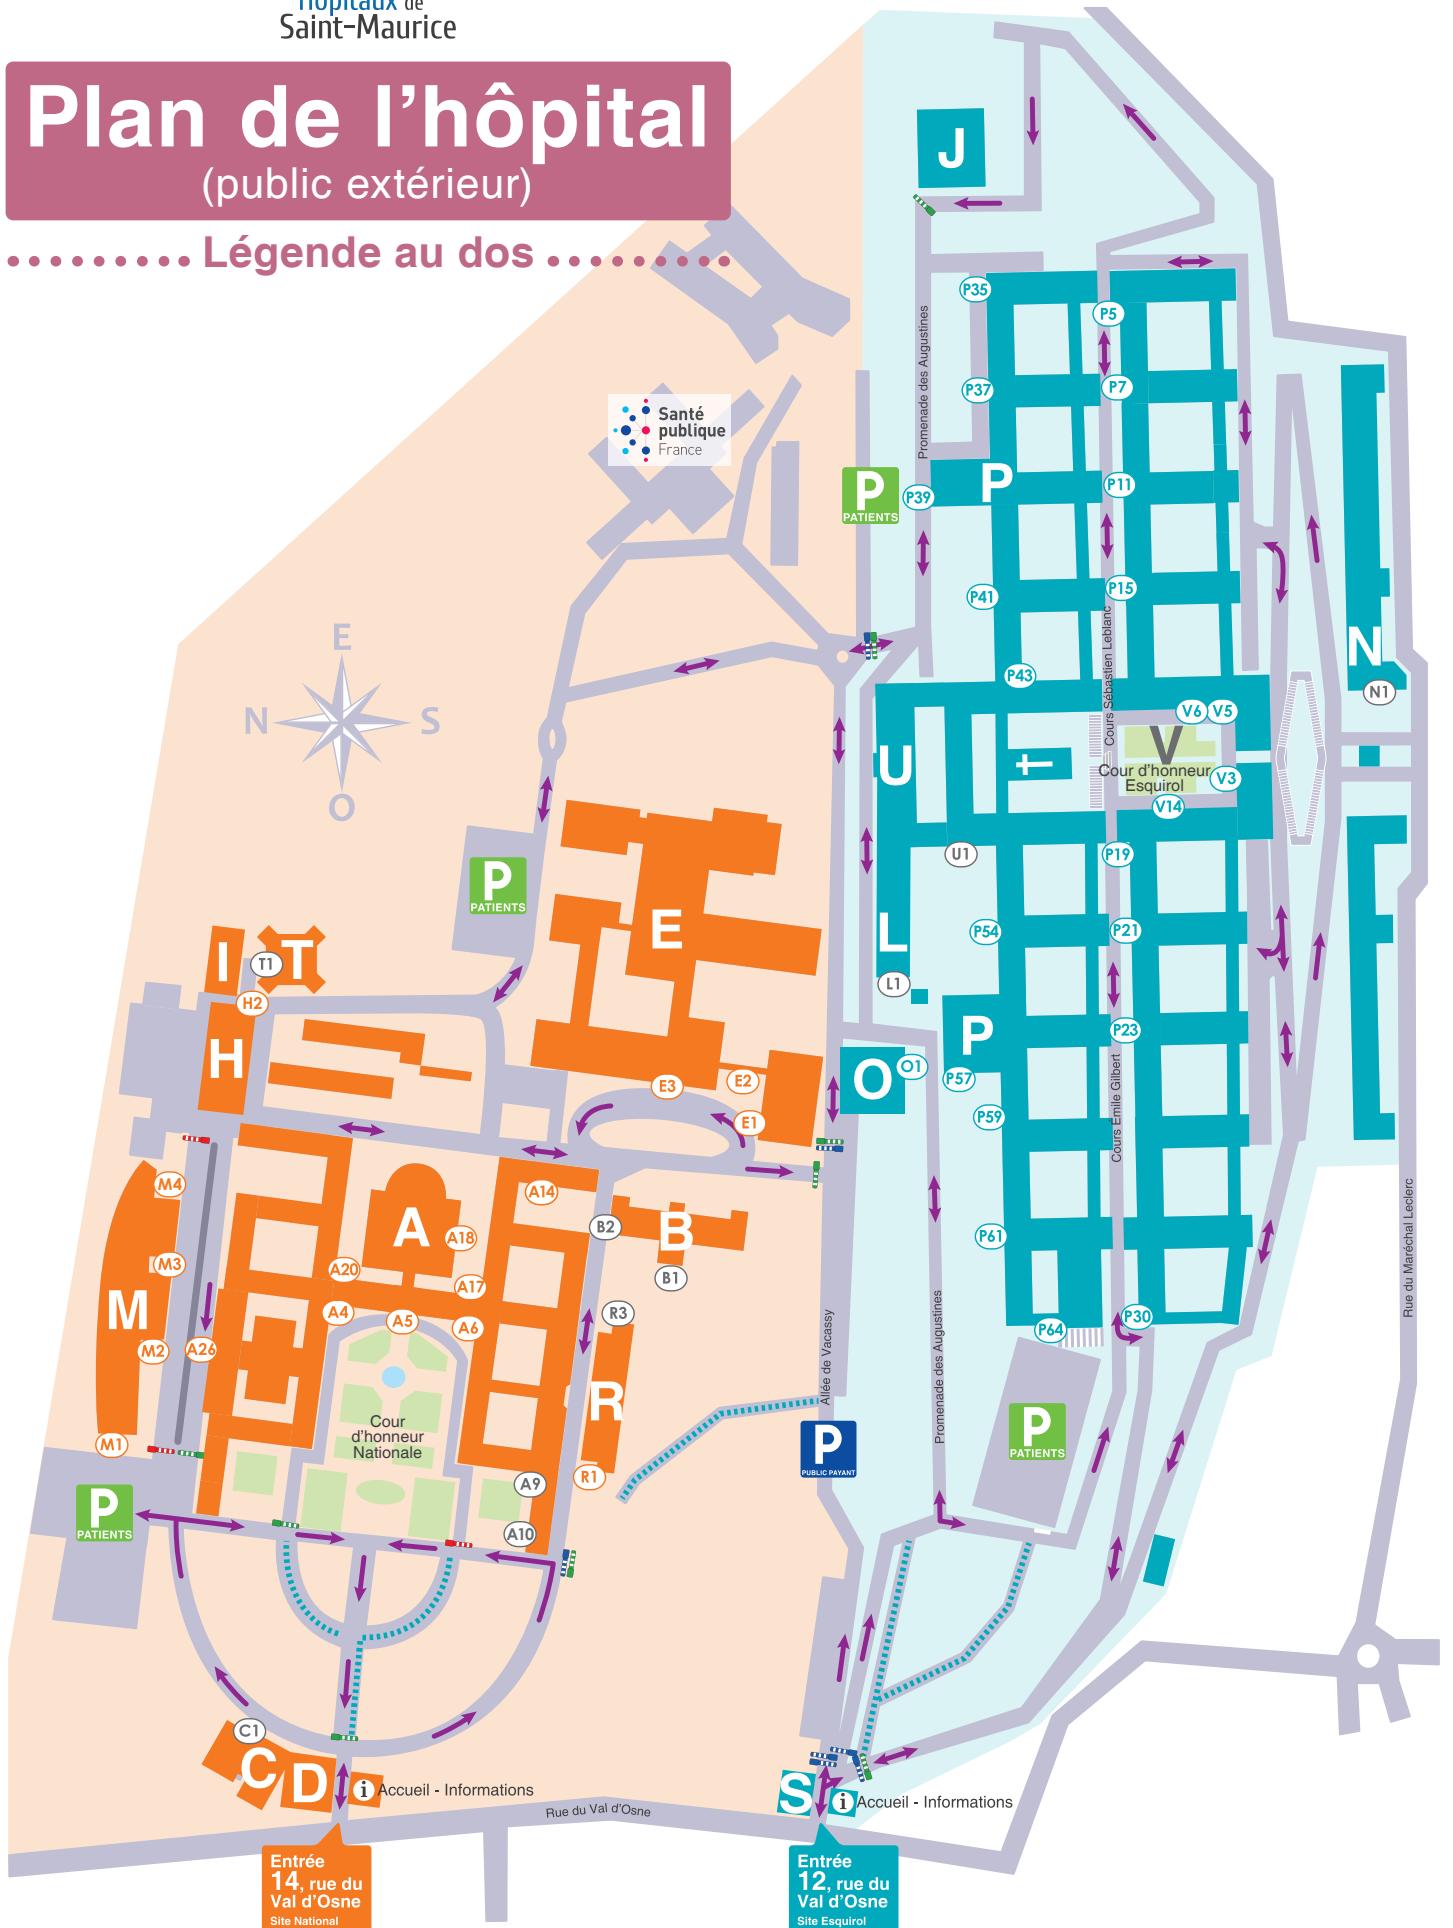 Hôpitaux de
Saint-Maurice
Plan de l'hôpital
(public extérieur)
Légende au dos
J
P35
P5
Promenade des Augustines
P37
P7
Santé
publique
France
P
PATIENTS
P39
P
P11
P41
P15
Cours Sébastien Leblanc
E
N
S
O
N
N1
P43
V6
V5
U
V
Cour d'honneur
Esquirol
V3
V14
U1
P19
P
PATIENTS
E
L
P54
P21
I
T
T1
H2
L1
H
P
P23
O
O1
P57
E3
E2
E1
P59
Cours Emile Gilbert
M4
A14
A
A18
B2
B
B1
P61
M3
A20
A17
M
A4
A5
A6
R3
P64
P30
M2
A26
Allée de Vacassy
Promenade des Augustines
Rue du Maréchal Leclerc
R
Cour
d'honneur
Nationale
M1
A9
R1
P
PUBLIC PAYANT
P
PATIENTS
P
PATIENTS
A10
C1
C
D
i Accueil - Informations
S
i Accueil - Informations
Rue du Val d'Osne
Entrée
14, rue du
Val d'Osne
Site National
Entrée
12, rue du
Val d'Osne
Site Esquirol